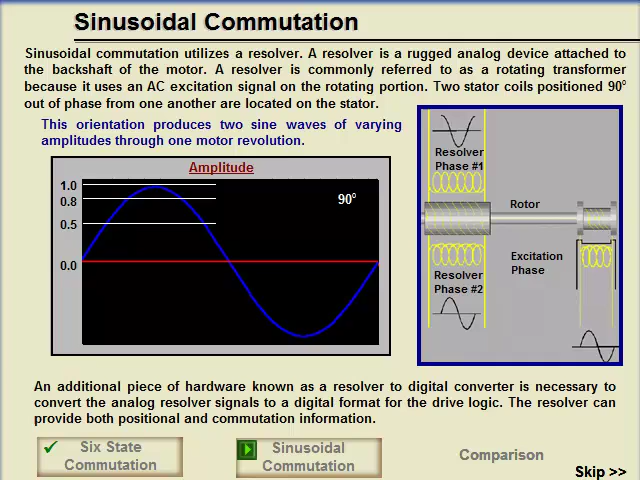 Sinusoidal Commutation
Sinusoidal commutation utilizes a resolver. A resolver is a rugged analog device attached to
the backshaft of the motor. A resolver is commonly referred to as a rotating transformer
because it uses an AC excitation signal on the rotating portion. Two stator coils positioned 90°
out of phase from one another are located on the stator.
This orientation produces two sine waves of varying
amplitudes through one motor revolution.
Amplitude
1.0
0.8
0.5
0.0
90°
Resolver
Phase #1
Rotor
Excitation
Phase
Resolver
Phase #2
An additional piece of hardware known as a resolver to digital converter is necessary to
convert the analog resolver signals to a digital format for the drive logic. The resolver can
provide both positional and commutation information.
Six State
Commutation
Sinusoidal
Commutation
Comparison
Skip >>